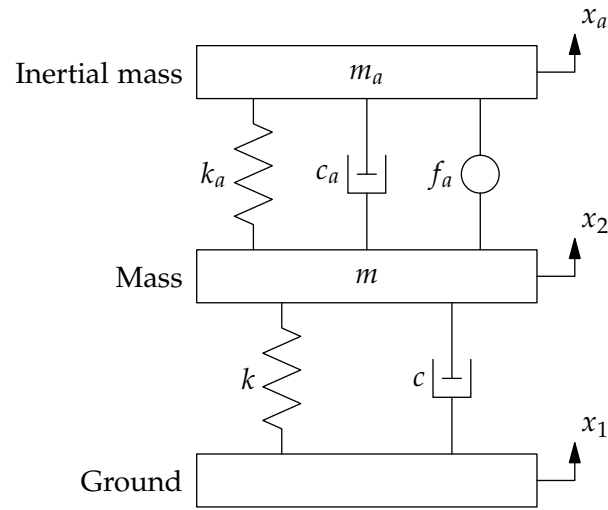 x_a
Inertial mass
m_a
k_a
c_a
f_a
x_2
Mass
m
k
c
x_1
Ground